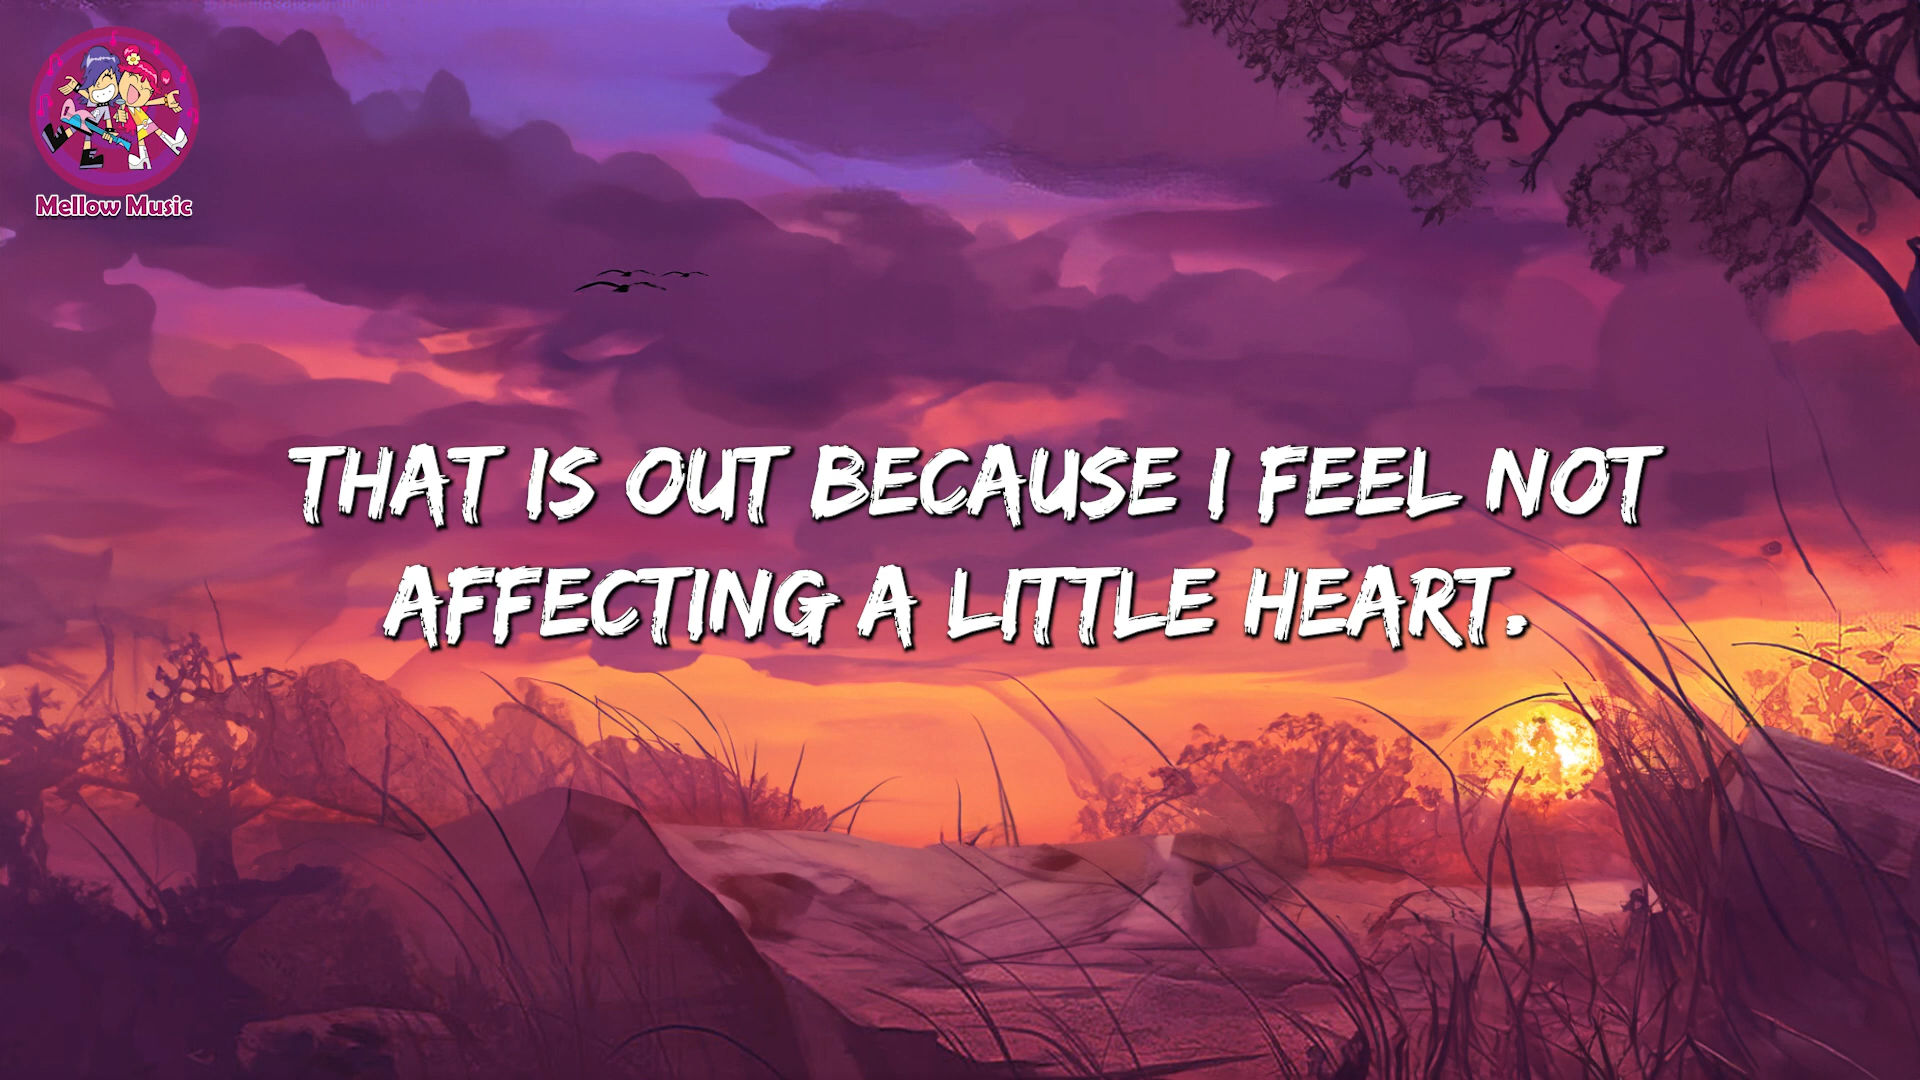 Mellow Music
THAT IS OUT BECAUSE I FEEL NOT
AFFECTING A LITTLE HEART.